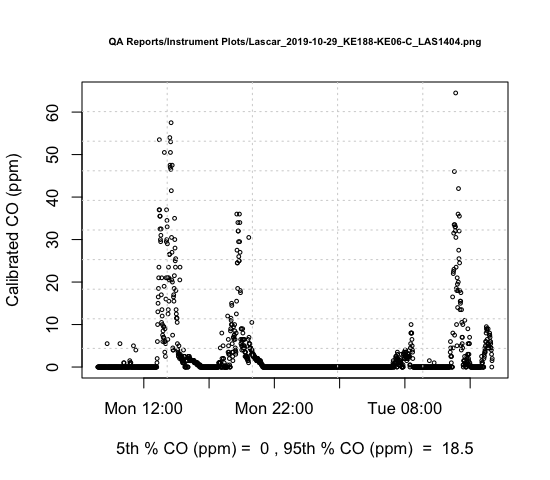 QA Reports/Instrument Plots/Lascar_2019-10-29_KE188-KE06-C_LAS1404.png
Calibrated CO (ppm)
60
50
40
30
20
10
0
Mon 12:00 Mon 22:00 Tue 08:00
5th % CO (ppm) = 0 , 95th % CO (ppm) = 18.5